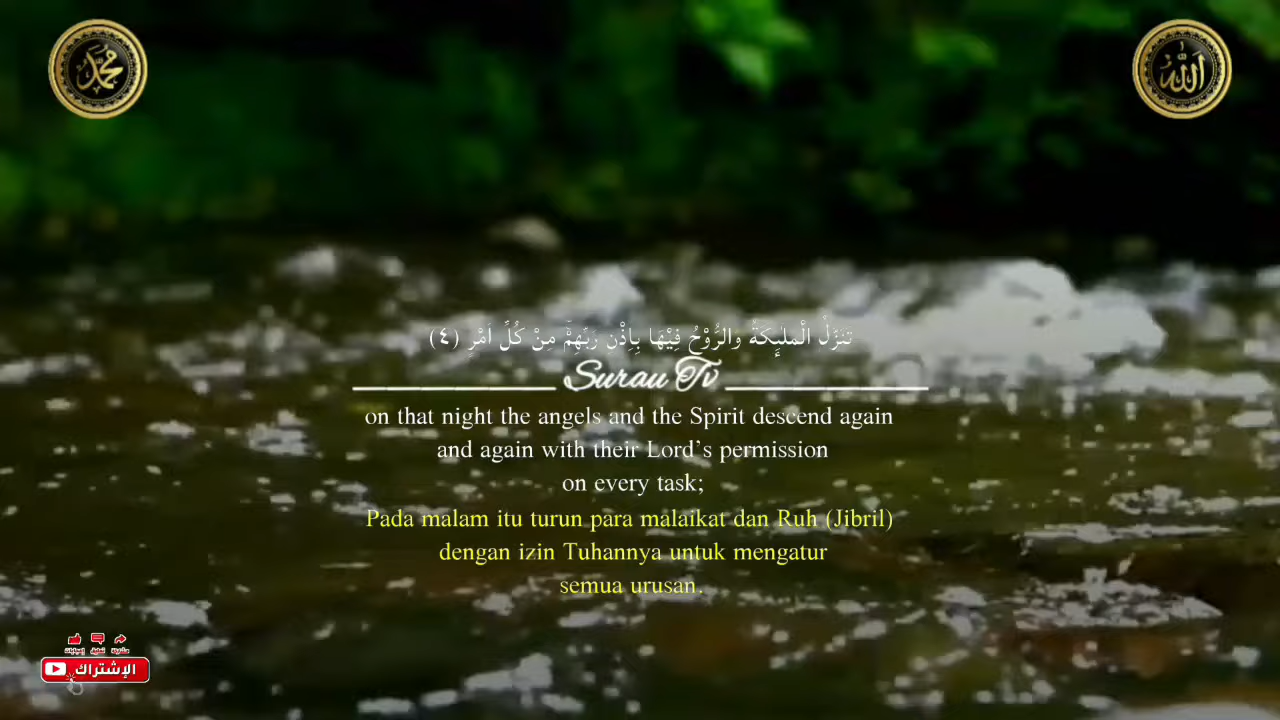 محمد
الله
تَنَزَّلُ الْمَلٰۤىِٕكَةُ وَالرُّوْحُ فِيْهَا بِاِذْنِ رَبِّهِمْۚ مِنْ كُلِّ اَمْرٍ (٤)
Surau Tv
on that night the angels and the Spirit descend again
and again with their Lord's permission
on every task;
Pada malam itu turun para malaikat dan Ruh (Jibril)
dengan izin Tuhannya untuk mengatur
semua urusan.
الإشتراك